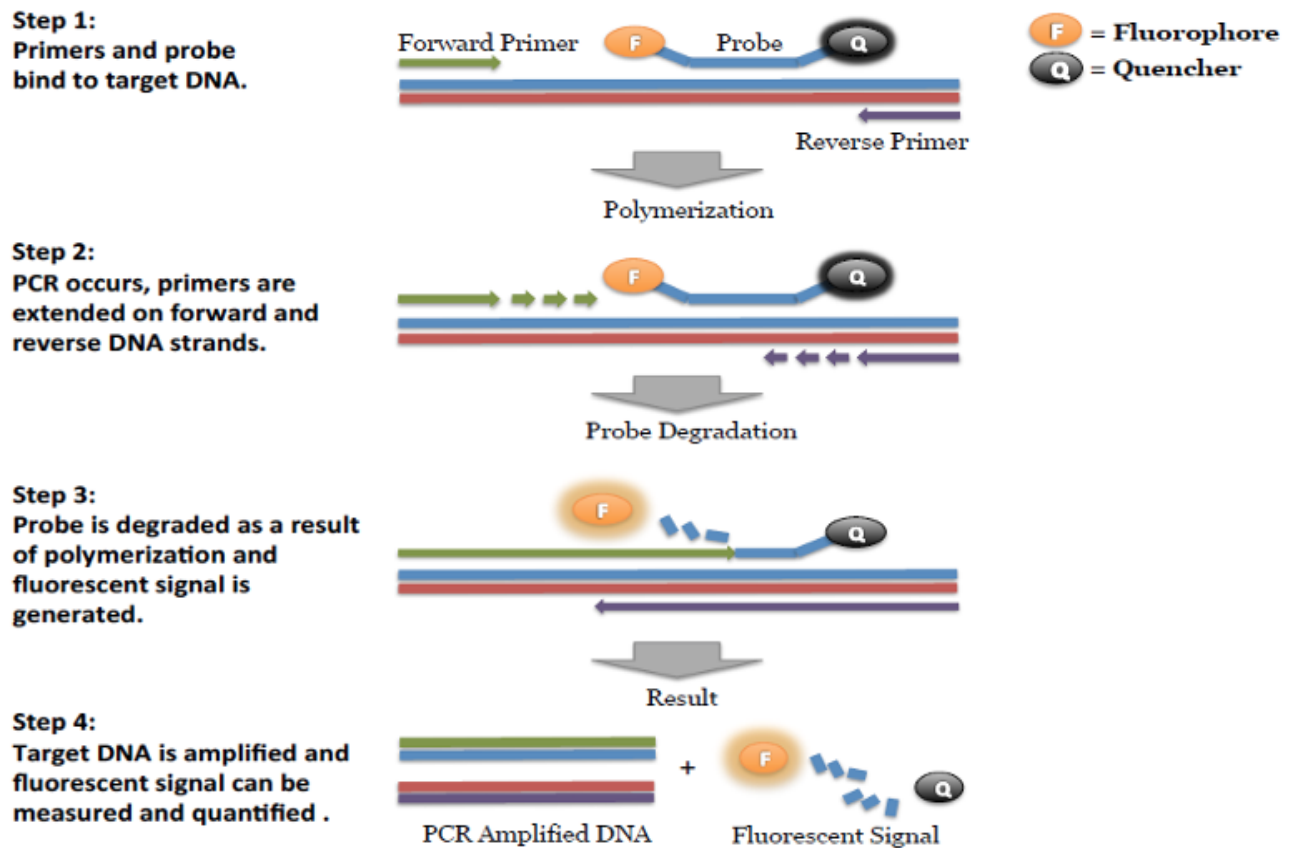 Step 1:
Primers and probe
bind to target DNA.
Forward Primer
F
Probe
Q
F = Fluorophore
Q = Quencher
Reverse Primer
Polymerization
Step 2:
PCR occurs, primers are
extended on forward and
reverse DNA strands.
F
Q
Probe Degradation
Step 3:
Probe is degraded as a result
of polymerization and
fluorescent signal is
generated.
F
Q
Result
Step 4:
Target DNA is amplified and
fluorescent signal can be
measured and quantified .
+
F
Q
PCR Amplified DNA
Fluorescent Signal